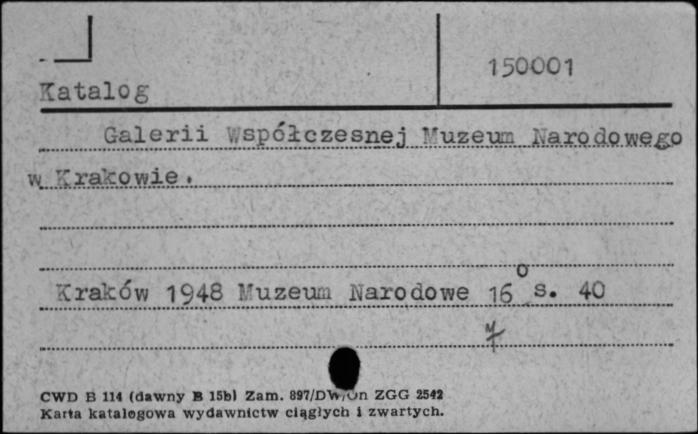 150001
Katalog
Galerii Współczesnej Muzeum Narodowego
w Krakowie.
Kraków 1948 Muzeum Narodowe 16° s. 40
CWD B 114 (dawny B 15b) Zam. 897/DW/Un ZGG 2542
Karta katalogowa wydawnictw ciągłych i zwartych.